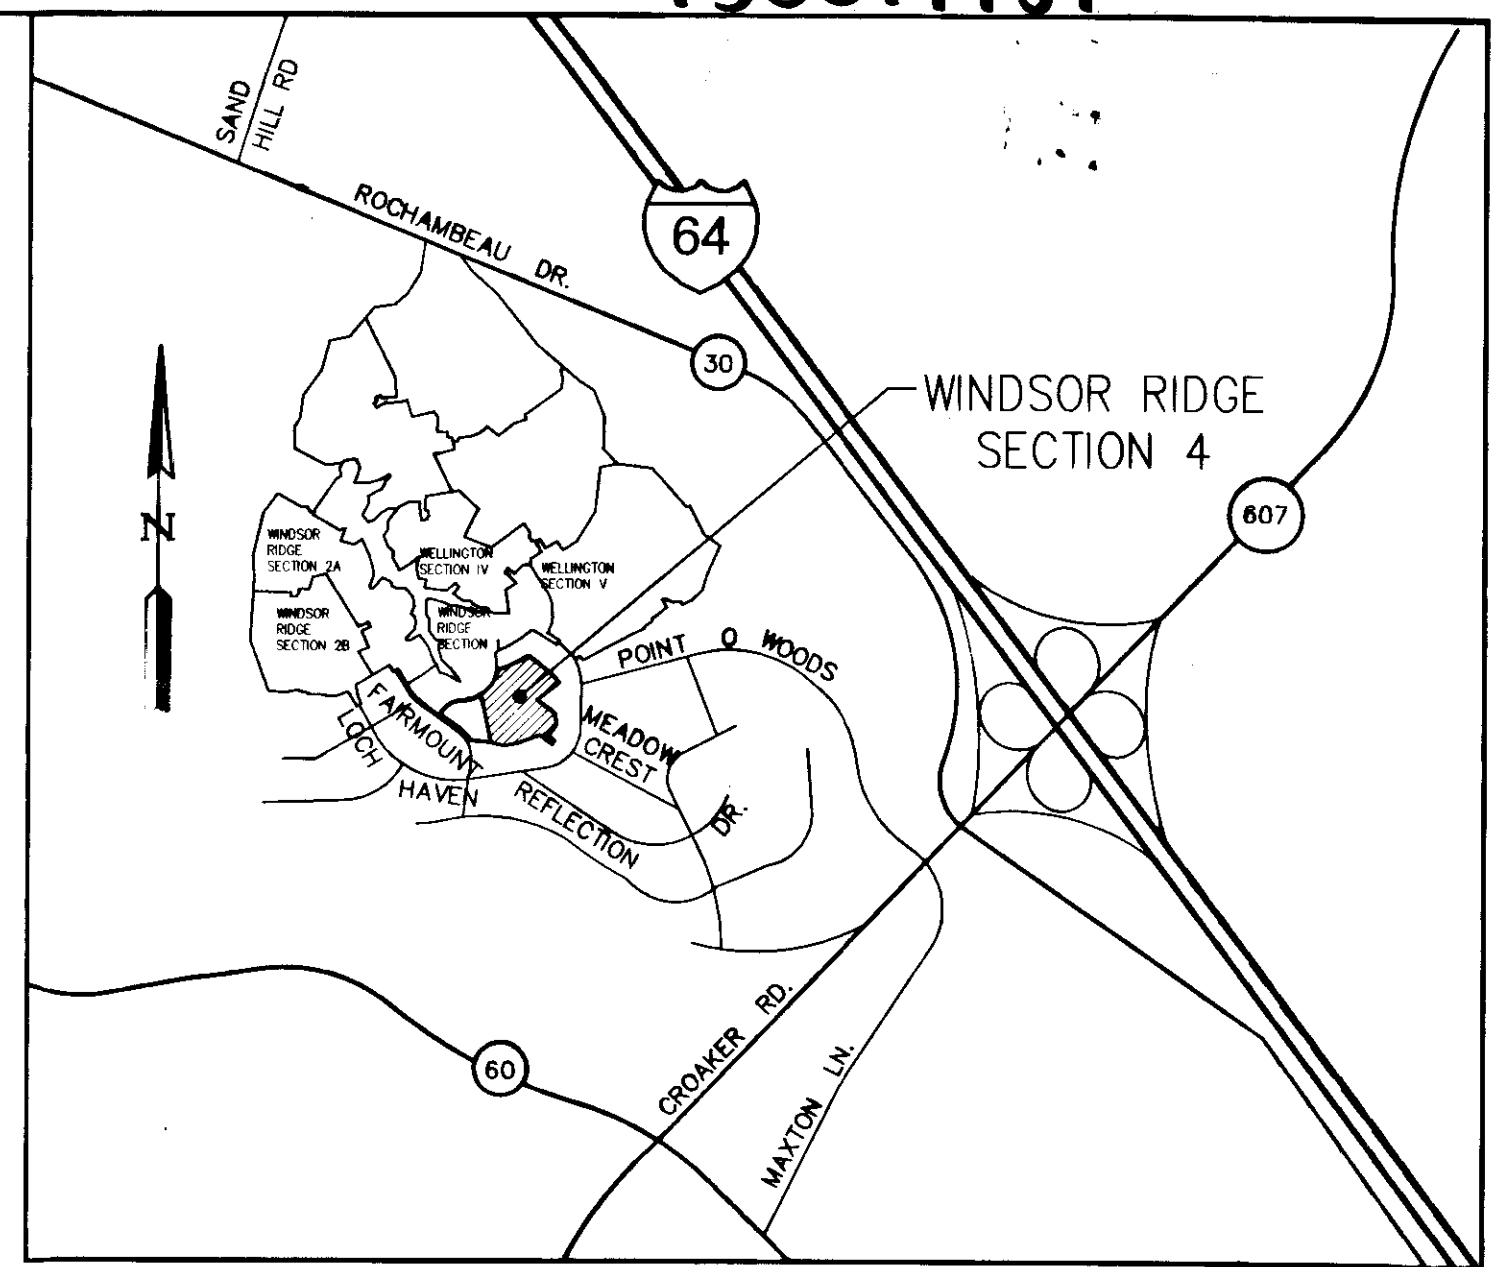 SAND
HILL RD
ROCHAMBEAU DR.
64
30
WINDSOR RIDGE
SECTION 4
607
N
WINDSOR
RIDGE
SECTION 2A
WELLINGTON
SECTION IV
WELLINGTON
SECTION V
WINDSOR
RIDGE
SECTION 2B
WINDSOR
RIDGE
SECTION I
POINT O WOODS
FAIRMOUNT
LOCH
HAVEN
MEADOW
CREST
DR.
REFLECTION
CROAKER RD.
MAXTON LN.
60